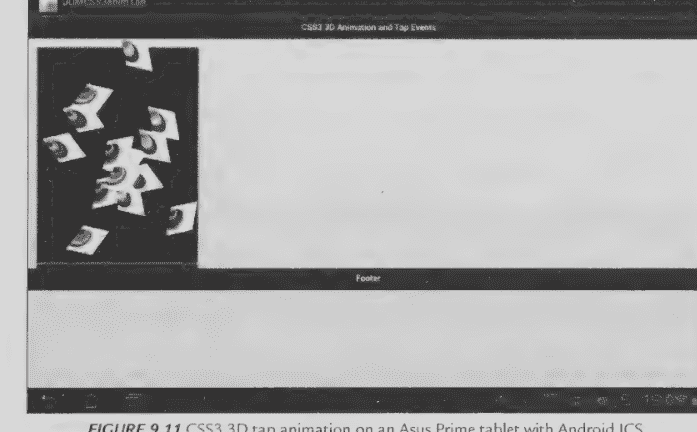 CSS3 3D Animation and Tap Events
Footer
FIGURE 9.11 CSS3 3D tap animation on an Asus Prime tablet with Android ICS